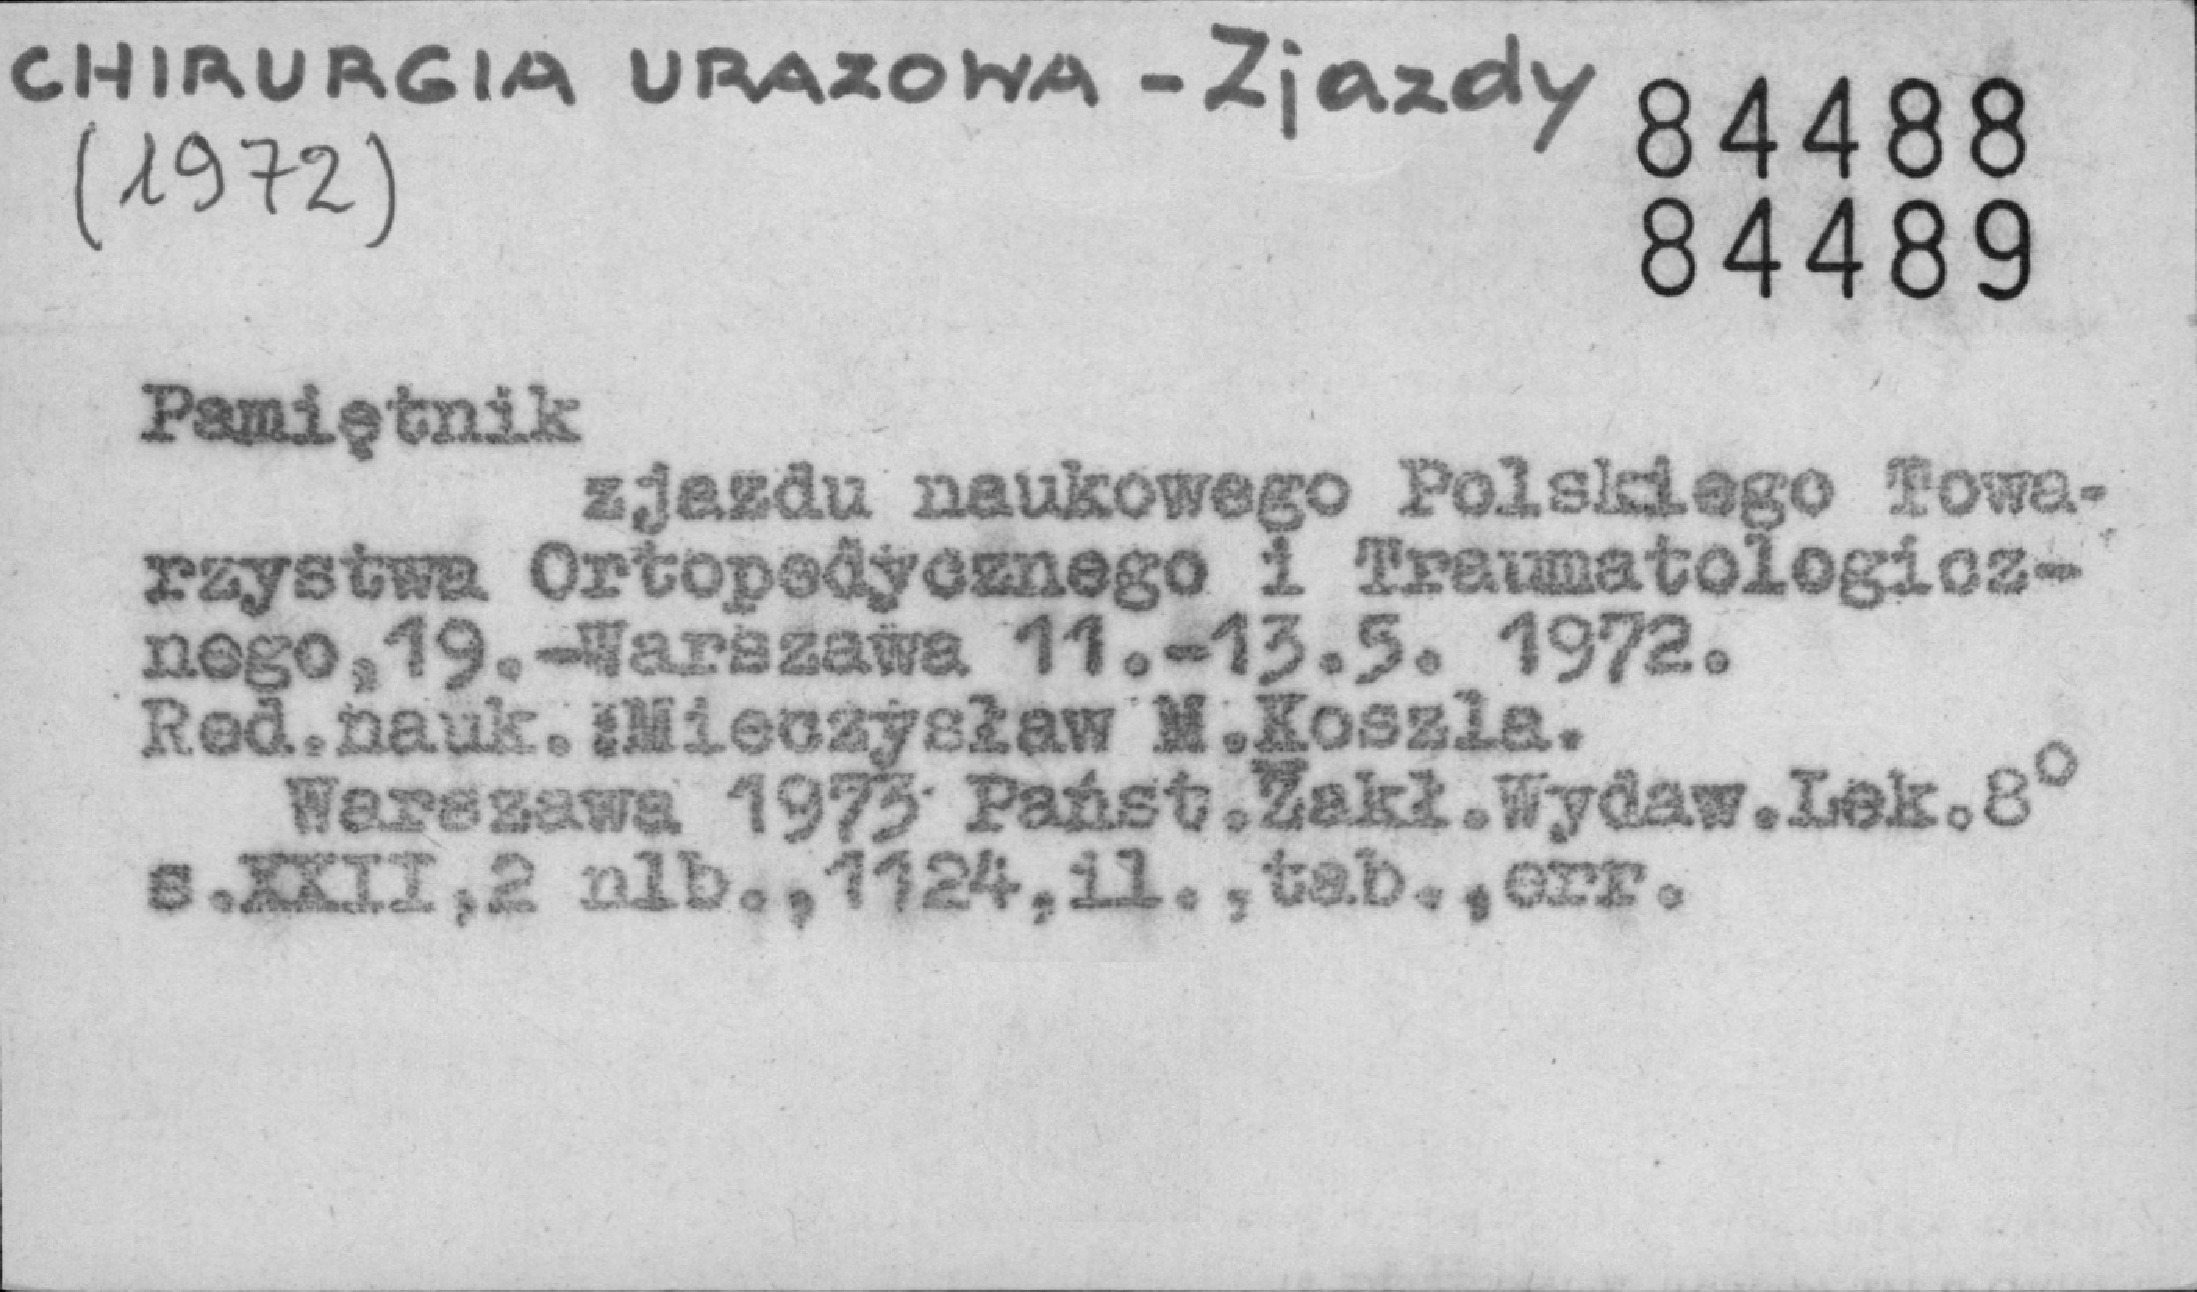 CHIRURGIA URAZOWA - Zjazdy
(1972)
84488
84489
Pamiętnik
zjazdu naukowego Polskiego Towa-
rzystwa Ortopedycznego i Traumatologicz-
nego,19.-Warszawa 11.-13.5. 1972.
Red.nauk.:Mieczysław M.Koszla.
Warszawa 1973 Państ.Zakł.Wydaw.Lek.8°
s.XXII,2 nlb.,1124,il.,tab.,err.